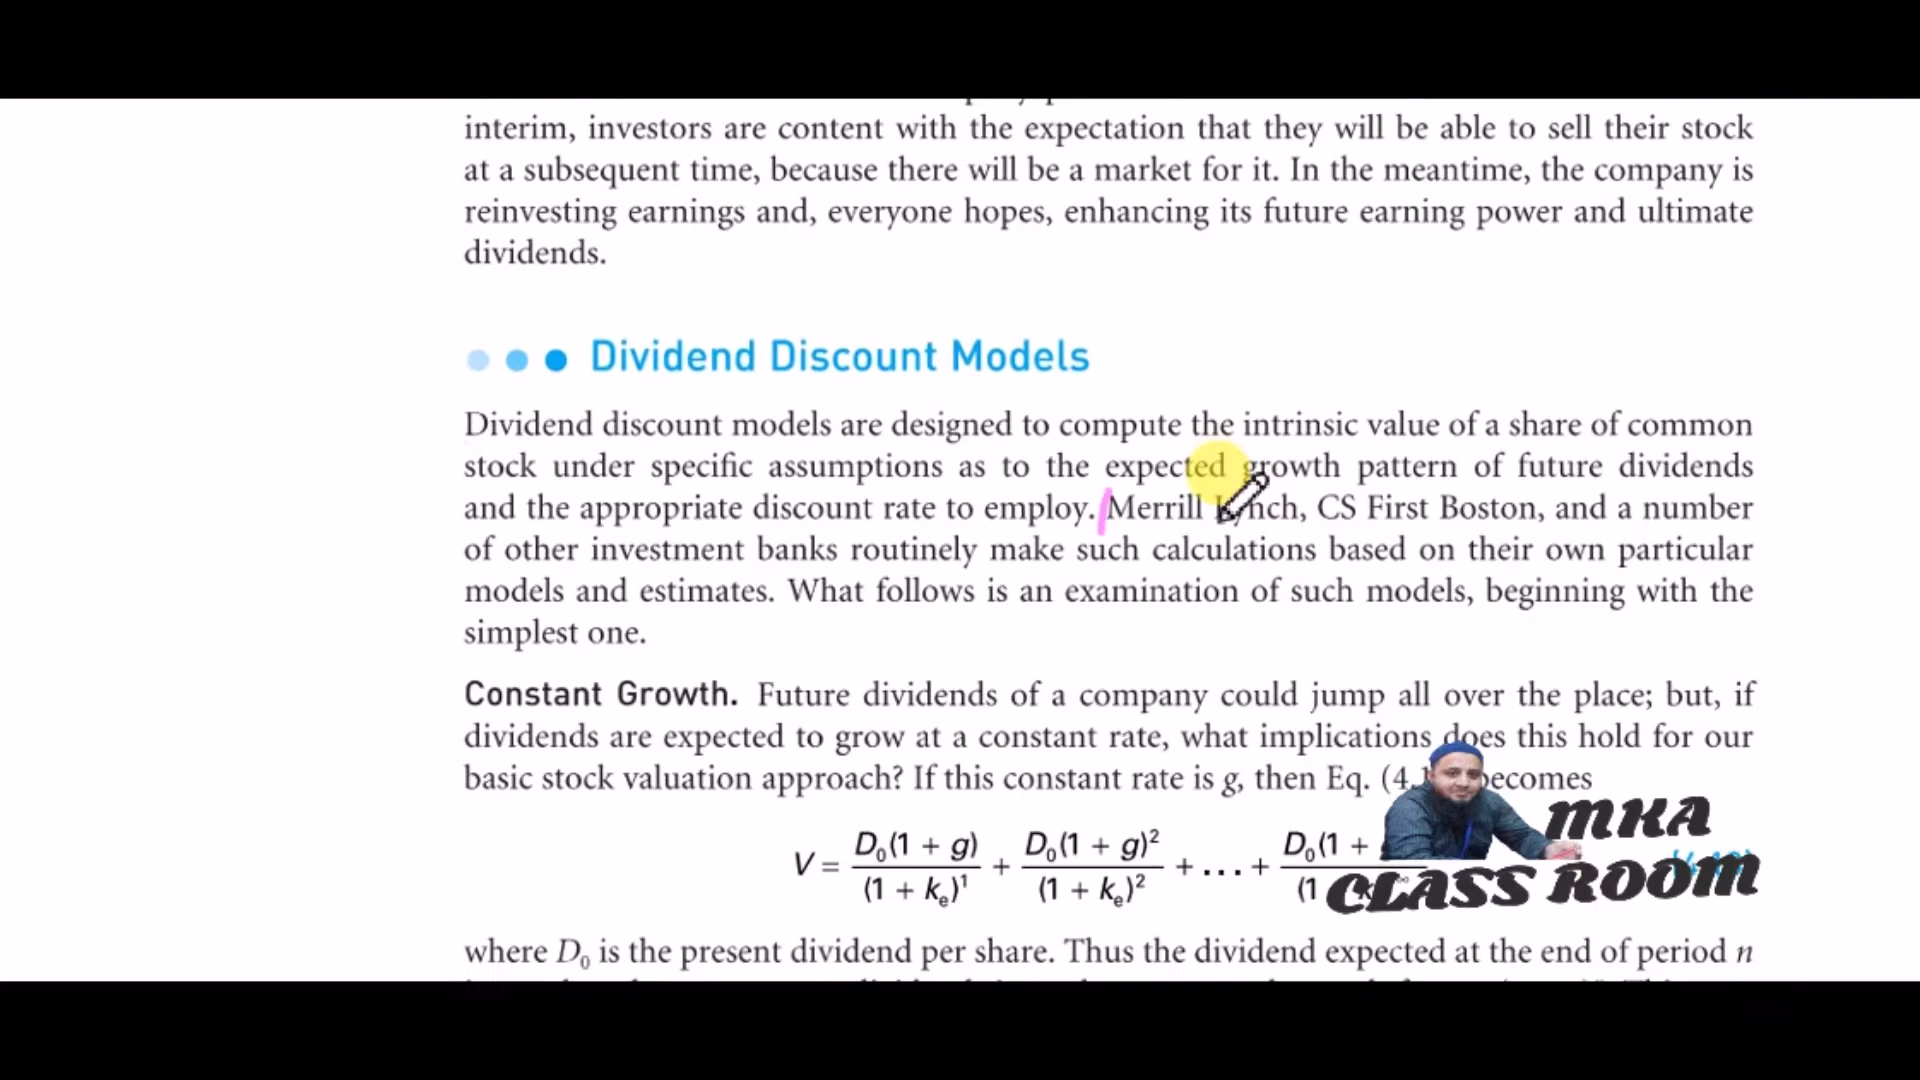 interim, investors are content with the expectation that they will be able to sell their stock
at a subsequent time, because there will be a market for it. In the meantime, the company is
reinvesting earnings and, everyone hopes, enhancing its future earning power and ultimate
dividends.
Dividend Discount Models
Dividend discount models are designed to compute the intrinsic value of a share of common
stock under specific assumptions as to the expected growth pattern of future dividends
and the appropriate discount rate to employ. Merrill Lynch, CS First Boston, and a number
of other investment banks routinely make such calculations based on their own particular
models and estimates. What follows is an examination of such models, beginning with the
simplest one.
Constant Growth. Future dividends of a company could jump all over the place; but, if
dividends are expected to grow at a constant rate, what implications does this hold for our
basic stock valuation approach? If this constant rate is g, then Eq. (4. becomes
V = D₀(1 + g)/(1 + kₑ)¹ + D₀(1 + g)²/(1 + kₑ)² + . . . + D₀(1 + (1
MKA
CLASS ROOM
where D₀ is the present dividend per share. Thus the dividend expected at the end of period n